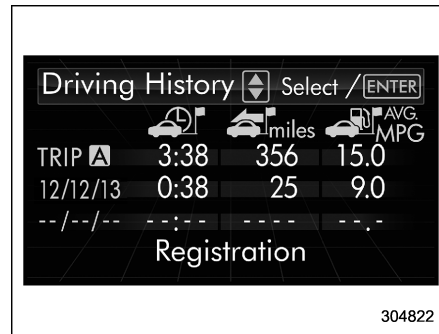 Driving History Select / ENTER
miles AVG. MPG
TRIP A 3:38 356 15.0
12/12/13 0:38 25 9.0
--/--/-- --:-- ---- --.-
Registration
304822